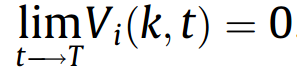 lim V_i(k, t) = 0
t⟶T